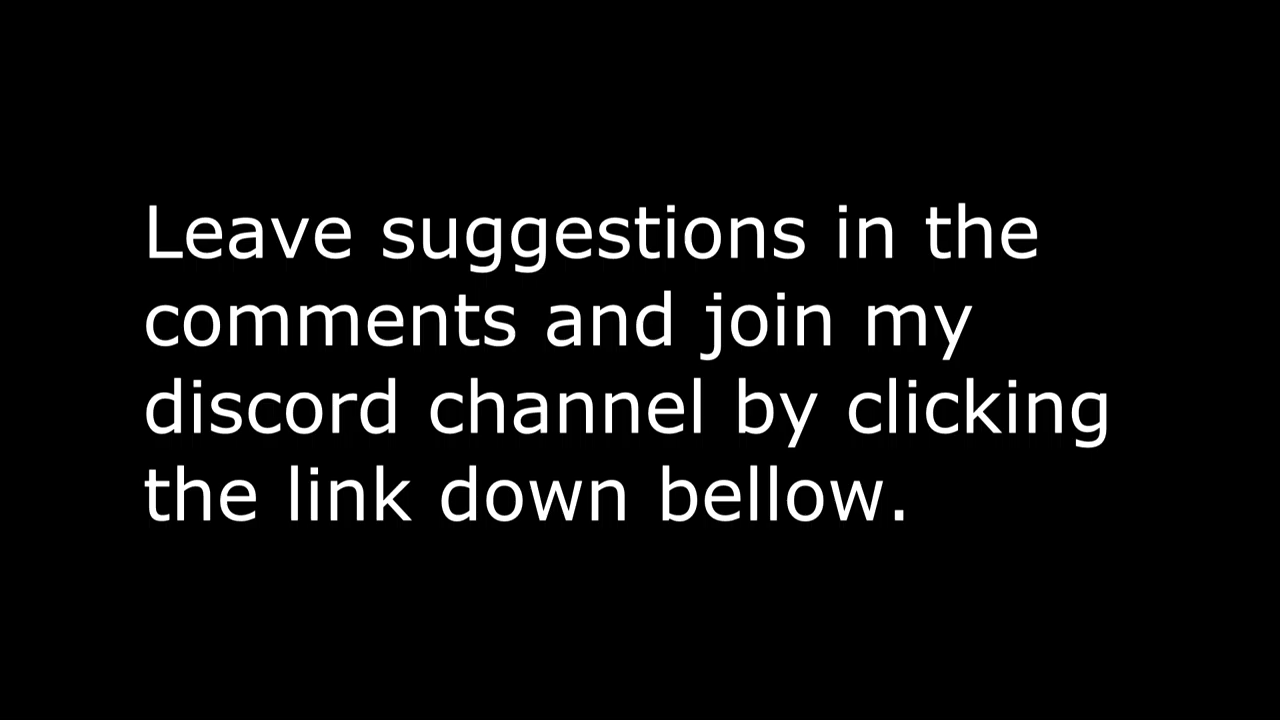 Leave suggestions in the
comments and join my
discord channel by clicking
the link down bellow.